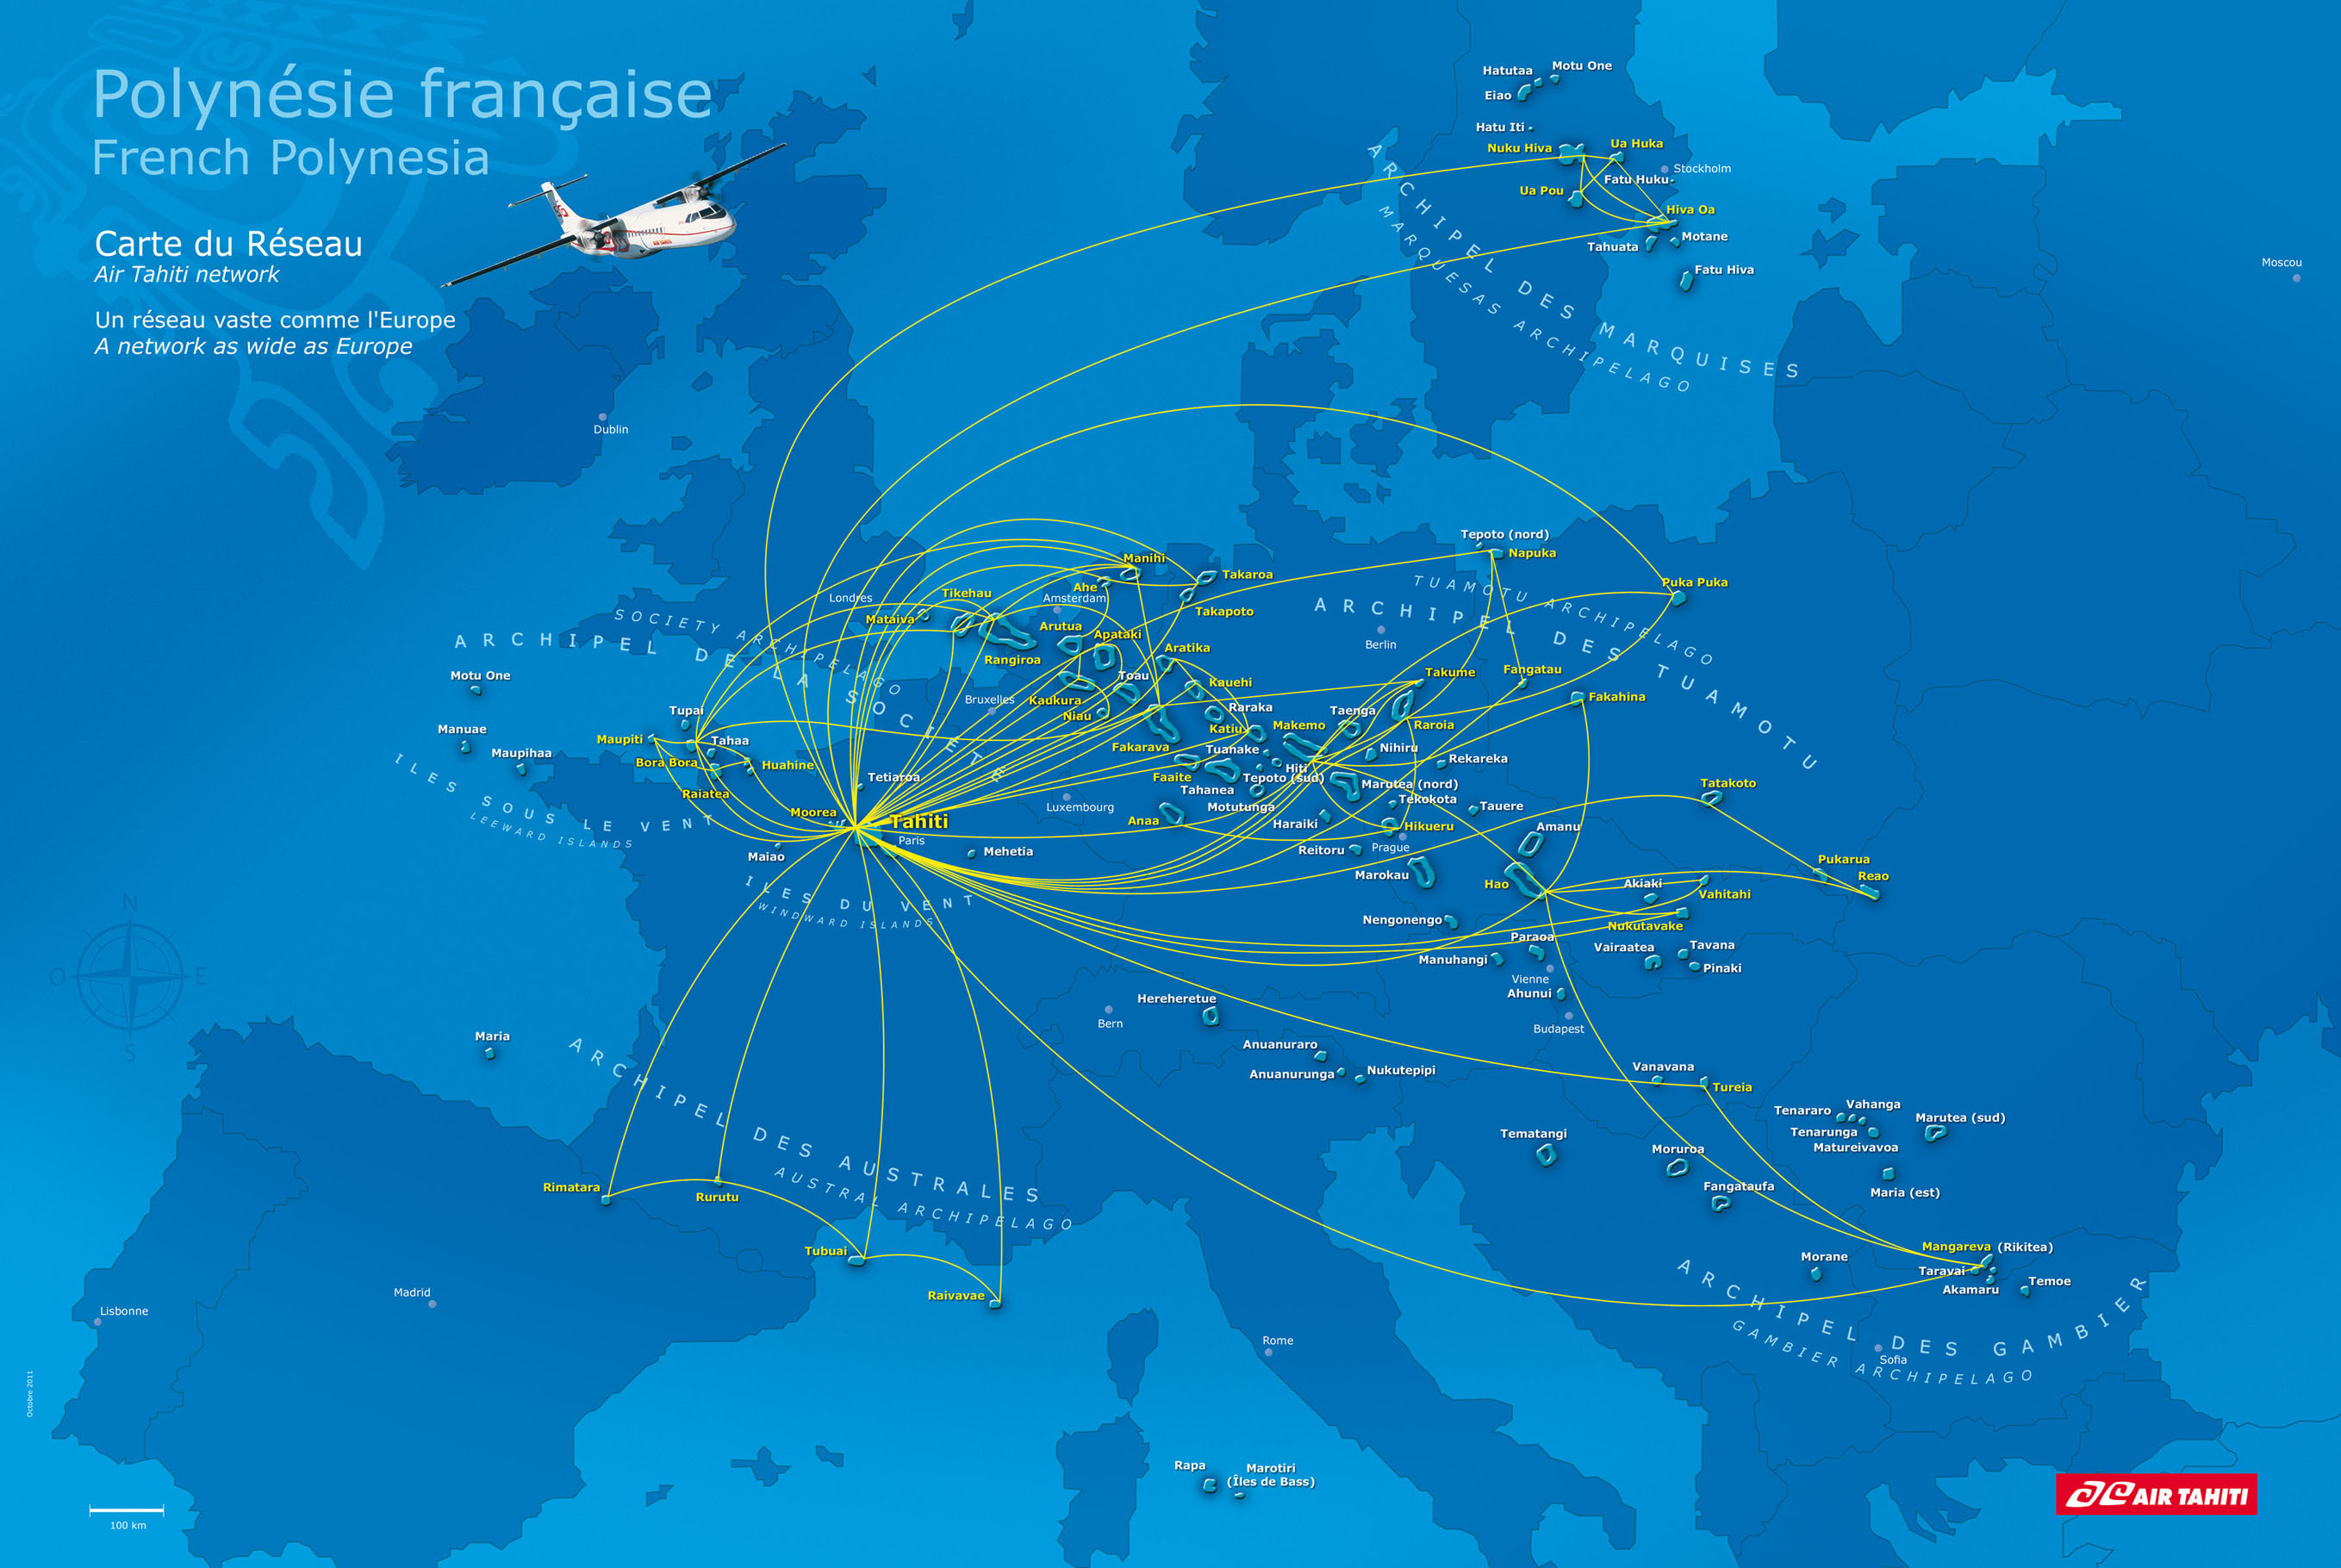 Polynésie française
French Polynesia
Carte du Réseau
Air Tahiti network
Un réseau vaste comme l'Europe
A network as wide as Europe
AIR TAHITI
Hatutaa
Motu One
Eiao
Hatu Iti
Nuku Hiva
Ua Huka
Stockholm
Fatu Huku
Ua Pou
Hiva Oa
Motane
Tahuata
Fatu Hiva
ARCHIPEL DES MARQUISES
MARQUESAS ARCHIPELAGO
Moscou
Dublin
Londres
Amsterdam
Berlin
Bruxelles
Luxembourg
Paris
Prague
Tepoto (nord)
Napuka
Puka Puka
TUAMOTU ARCHIPELAGO
ARCHIPEL DES TUAMOTU
Manihi
Takaroa
Ahe
Takapoto
Tikehau
Mataiva
Rangiroa
Arutua
Apataki
Aratika
Toau
Kauehi
Kaukura
Niau
Raraka
Katiu
Makemo
Taenga
Takume
Raroia
Fangatau
Fakahina
Fakarava
Tuanake
Hiti
Nihiru
Rekareka
Faaite
Tepoto (sud)
Tahanea
Motutunga
Marutea (nord)
Tekokota
Tauere
Anaa
Haraiki
Hikueru
Reitoru
Marokau
Amanu
Hao
Tatakoto
Pukarua
Reao
Akiaki
Vahitahi
Nukutavake
Nengonengo
Paraoa
Manuhangi
Vairaatea
Tavana
Pinaki
Vienne
Ahunui
Budapest
SOCIETY ARCHIPELAGO
ARCHIPEL DE LA SOCIETE
Motu One
Manuae
Maupihaa
Tupai
Maupiti
Tahaa
Bora Bora
Huahine
Raiatea
Tetiaroa
Moorea
Tahiti
Maiao
Mehetia
ILES SOUS LE VENT
LEEWARD ISLANDS
ILES DU VENT
WINDWARD ISLANDS
N
O
E
S
Hereheretue
Bern
Anuanuraro
Anuanurunga
Nukutepipi
Vanavana
Tureia
Tenararo
Vahanga
Marutea (sud)
Tenarunga
Matureivavoa
Tematangi
Moruroa
Fangataufa
Maria (est)
Mangareva (Rikitea)
Morane
Taravai
Akamaru
Temoe
ARCHIPEL DES GAMBIER
GAMBIER ARCHIPELAGO
Sofia
Maria
ARCHIPEL DES AUSTRALES
AUSTRAL ARCHIPELAGO
Rimatara
Rurutu
Tubuai
Raivavae
Madrid
Lisbonne
Rome
Rapa
Marotiri
(Îles de Bass)
Octobre 2011
100 km
AIR TAHITI